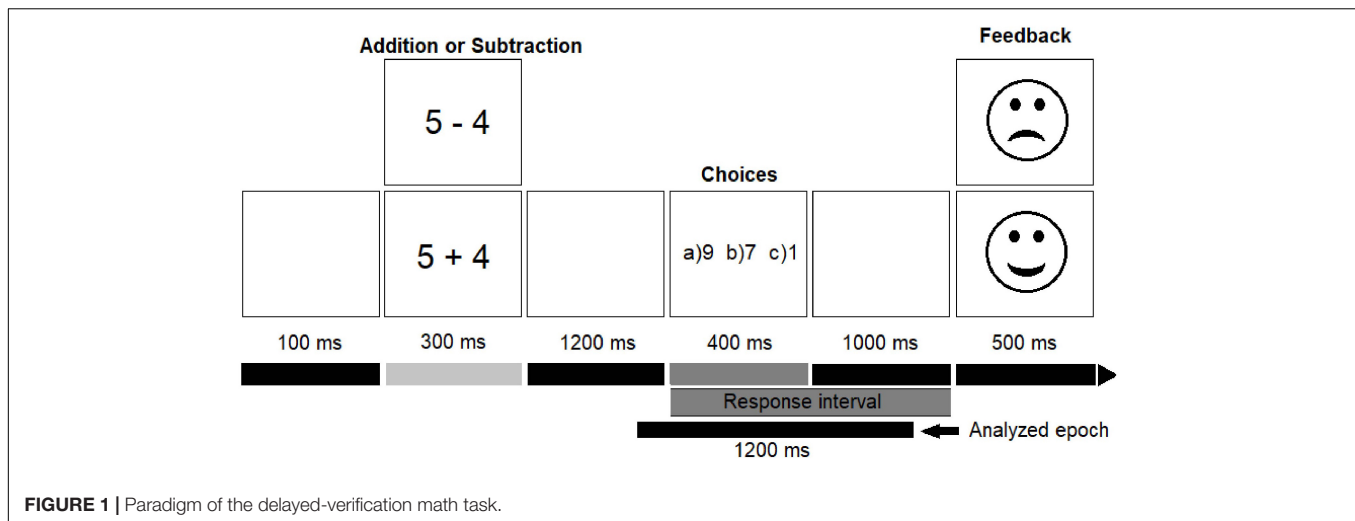 Addition or Subtraction
Feedback
5 - 4
Choices
5 + 4
a)9 b)7 c)1
100 ms 300 ms 1200 ms 400 ms 1000 ms 500 ms
Response interval
Analyzed epoch
1200 ms
FIGURE 1 | Paradigm of the delayed-verification math task.